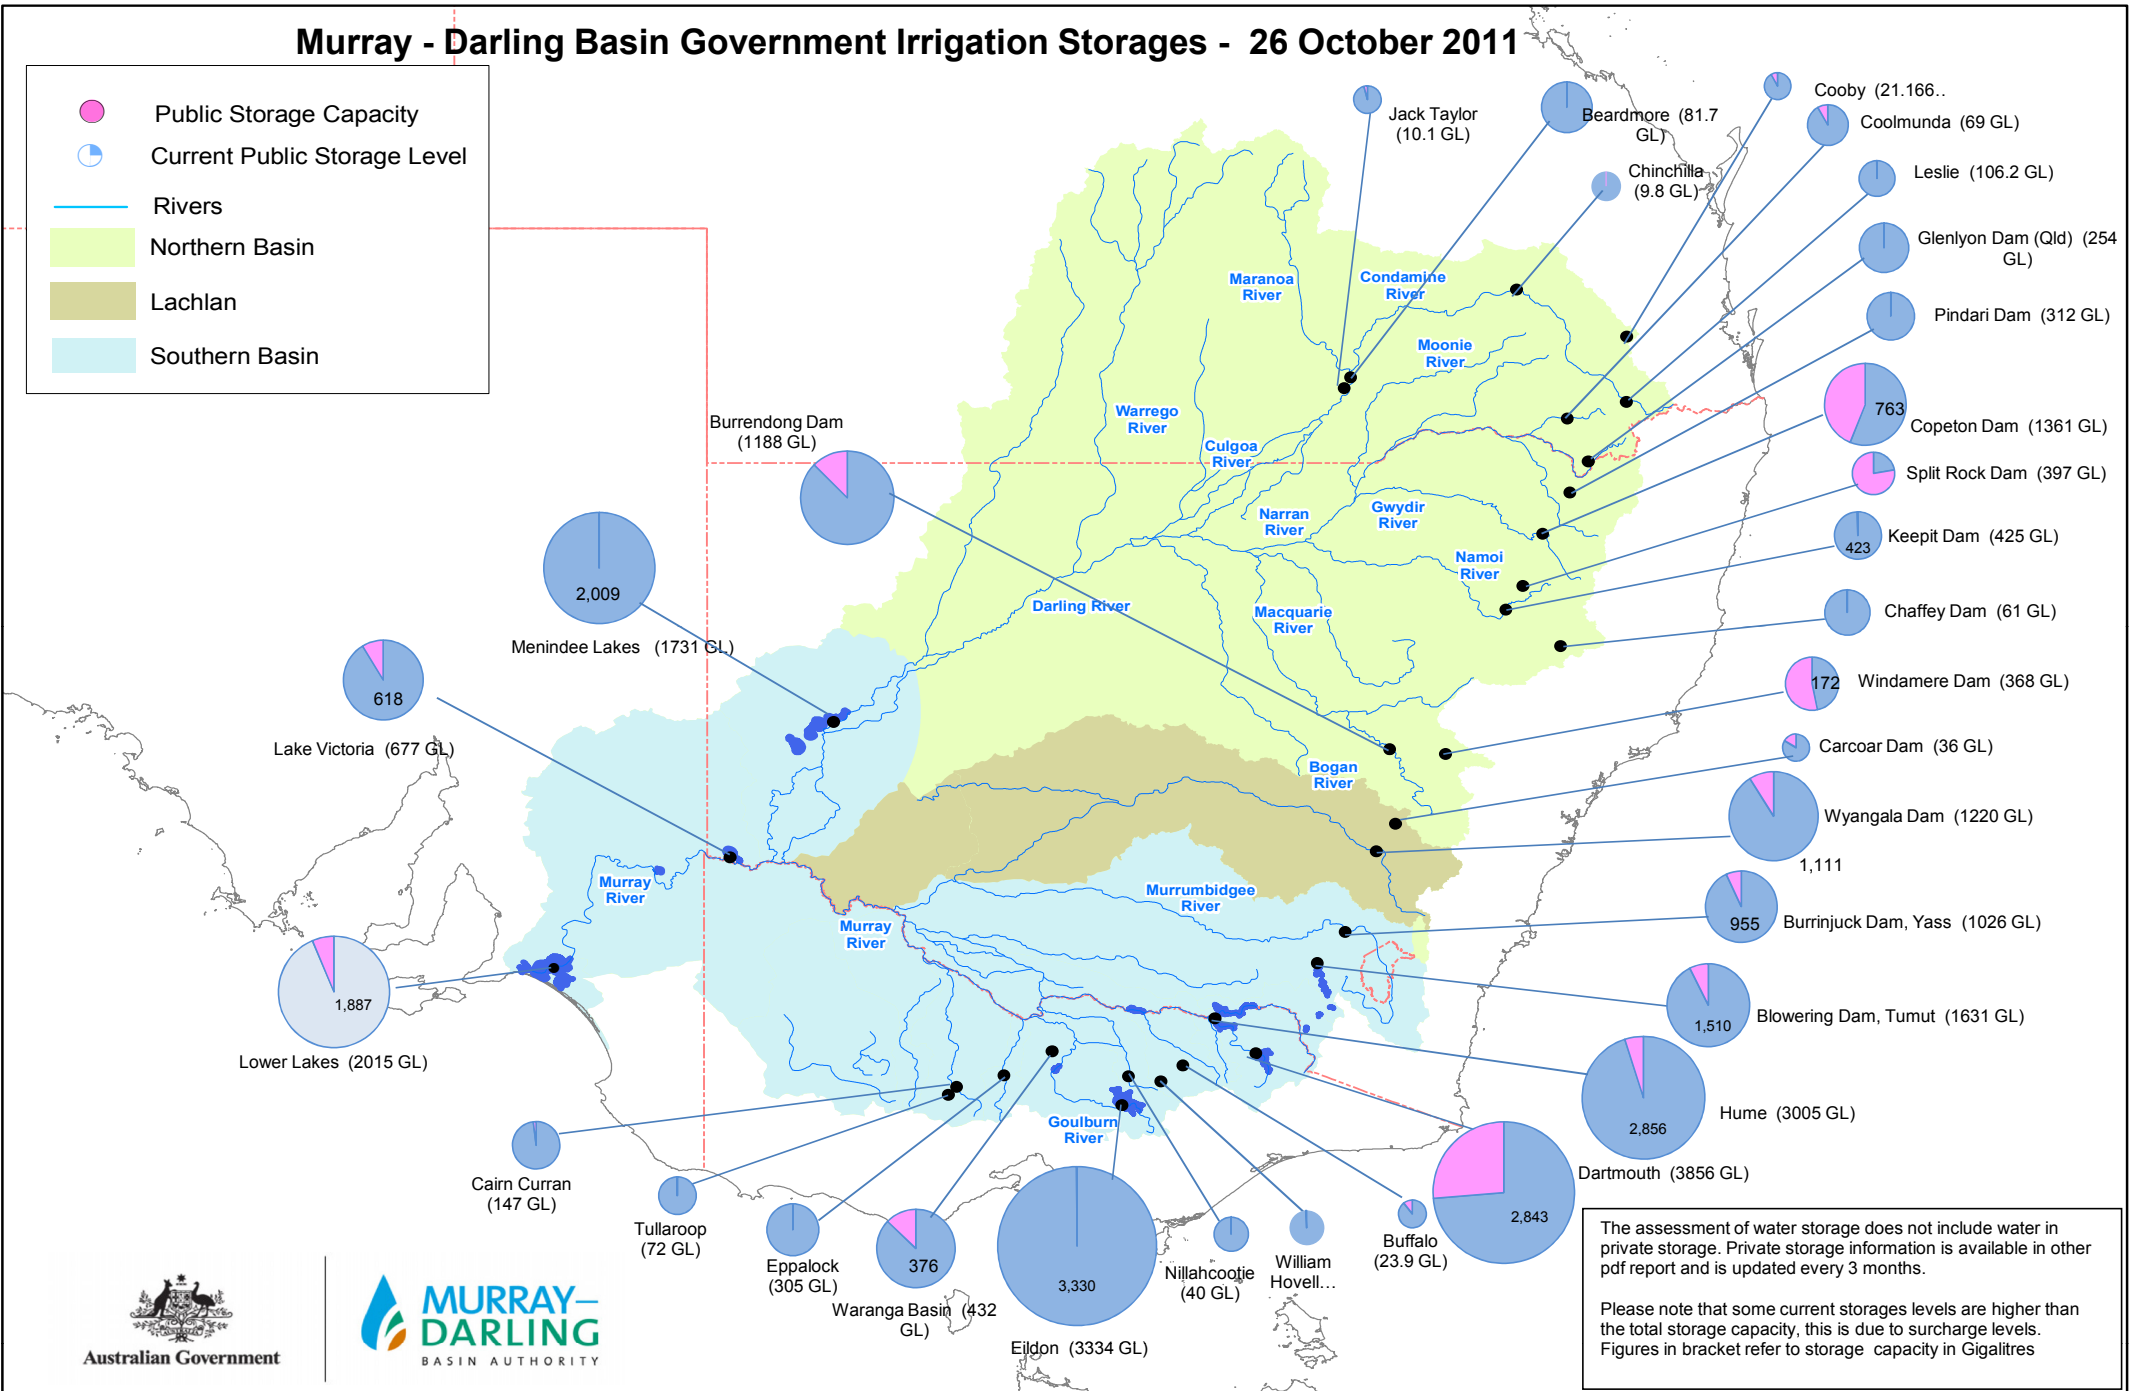 Murray - Darling Basin Government Irrigation Storages - 26 October 2011
Public Storage Capacity
Current Public Storage Level
Rivers
Northern Basin
Lachlan
Southern Basin
Jack Taylor
(10.1 GL)
Beardmore (81.7
GL)
Cooby (21.166..
Coolmunda (69 GL)
Chinchilla
(9.8 GL)
Leslie (106.2 GL)
Glenlyon Dam (Qld) (254
GL)
Pindari Dam (312 GL)
763
Copeton Dam (1361 GL)
Split Rock Dam (397 GL)
Keepit Dam (425 GL)
423
Chaffey Dam (61 GL)
172
Windamere Dam (368 GL)
Carcoar Dam (36 GL)
Wyangala Dam (1220 GL)
1,111
955
Burrinjuck Dam, Yass (1026 GL)
1,510
Blowering Dam, Tumut (1631 GL)
2,856
Hume (3005 GL)
Dartmouth (3856 GL)
2,843
Burrendong Dam
(1188 GL)
2,009
Menindee Lakes (1731 GL)
618
Lake Victoria (677 GL)
1,887
Lower Lakes (2015 GL)
Maranoa
River
Condamine
River
Moonie
River
Warrego
River
Culgoa
River
Narran
River
Gwydir
River
Namoi
River
Darling River
Macquarie
River
Bogan
River
Murray
River
Murrumbidgee
River
Murray
River
Goulburn
River
Cairn Curran
(147 GL)
Tullaroop
(72 GL)
Eppalock
(305 GL)
376
Waranga Basin (432
GL)
3,330
Eildon (3334 GL)
Nillahcootie
(40 GL)
William
Hovell...
Buffalo
(23.9 GL)
Australian Government
MURRAY–
DARLING
BASIN AUTHORITY
The assessment of water storage does not include water in
private storage. Private storage information is available in other
pdf report and is updated every 3 months.
Please note that some current storages levels are higher than
the total storage capacity, this is due to surcharge levels.
Figures in bracket refer to storage capacity in Gigalitres